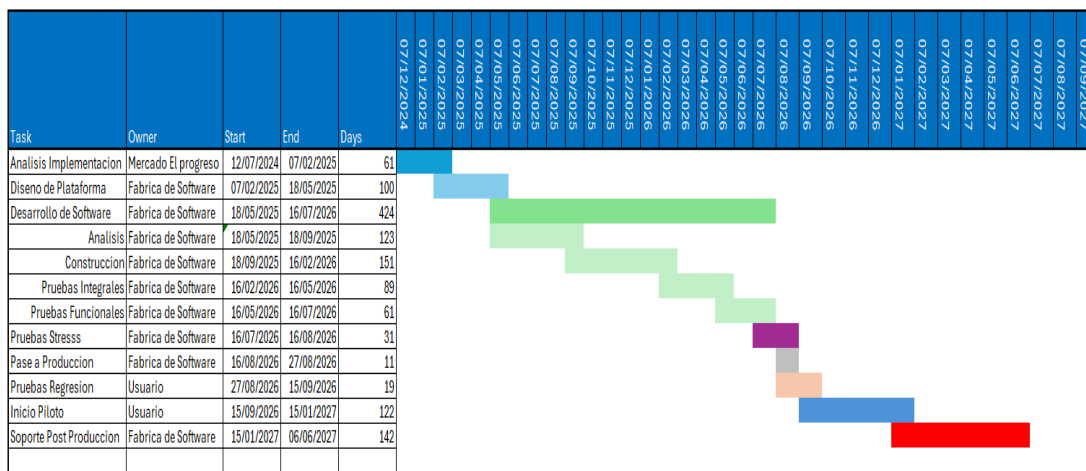 Task Owner Start End Days 07/12/2024 07/01/2025 07/02/2025 07/03/2025 07/04/2025 07/05/2025 07/06/2025 07/07/2025 07/08/2025 07/09/2025 07/10/2025 07/11/2025 07/12/2025 07/01/2026 07/02/2026 07/03/2026 07/04/2026 07/05/2026 07/06/2026 07/07/2026 07/08/2026 07/09/2026 07/10/2026 07/11/2026 07/12/2026 07/01/2027 07/02/2027 07/03/2027 07/04/2027 07/05/2027 07/06/2027 07/07/2027 07/08/2027 07/09/2027
Analisis Implementacion Mercado El progreso 12/07/2024 07/02/2025 61
Diseno de Plataforma Fabrica de Software 07/02/2025 18/05/2025 100
Desarrollo de Software Fabrica de Software 18/05/2025 16/07/2026 424
Analisis Fabrica de Software 18/05/2025 18/09/2025 123
Construccion Fabrica de Software 18/09/2025 16/02/2026 151
Pruebas Integrales Fabrica de Software 16/02/2026 16/05/2026 89
Pruebas Funcionales Fabrica de Software 16/05/2026 16/07/2026 61
Pruebas Stresss Fabrica de Software 16/07/2026 16/08/2026 31
Pase a Produccion Fabrica de Software 16/08/2026 27/08/2026 11
Pruebas Regresion Usuario 27/08/2026 15/09/2026 19
Inicio Piloto Usuario 15/09/2026 15/01/2027 122
Soporte Post Produccion Fabrica de Software 15/01/2027 06/06/2027 142